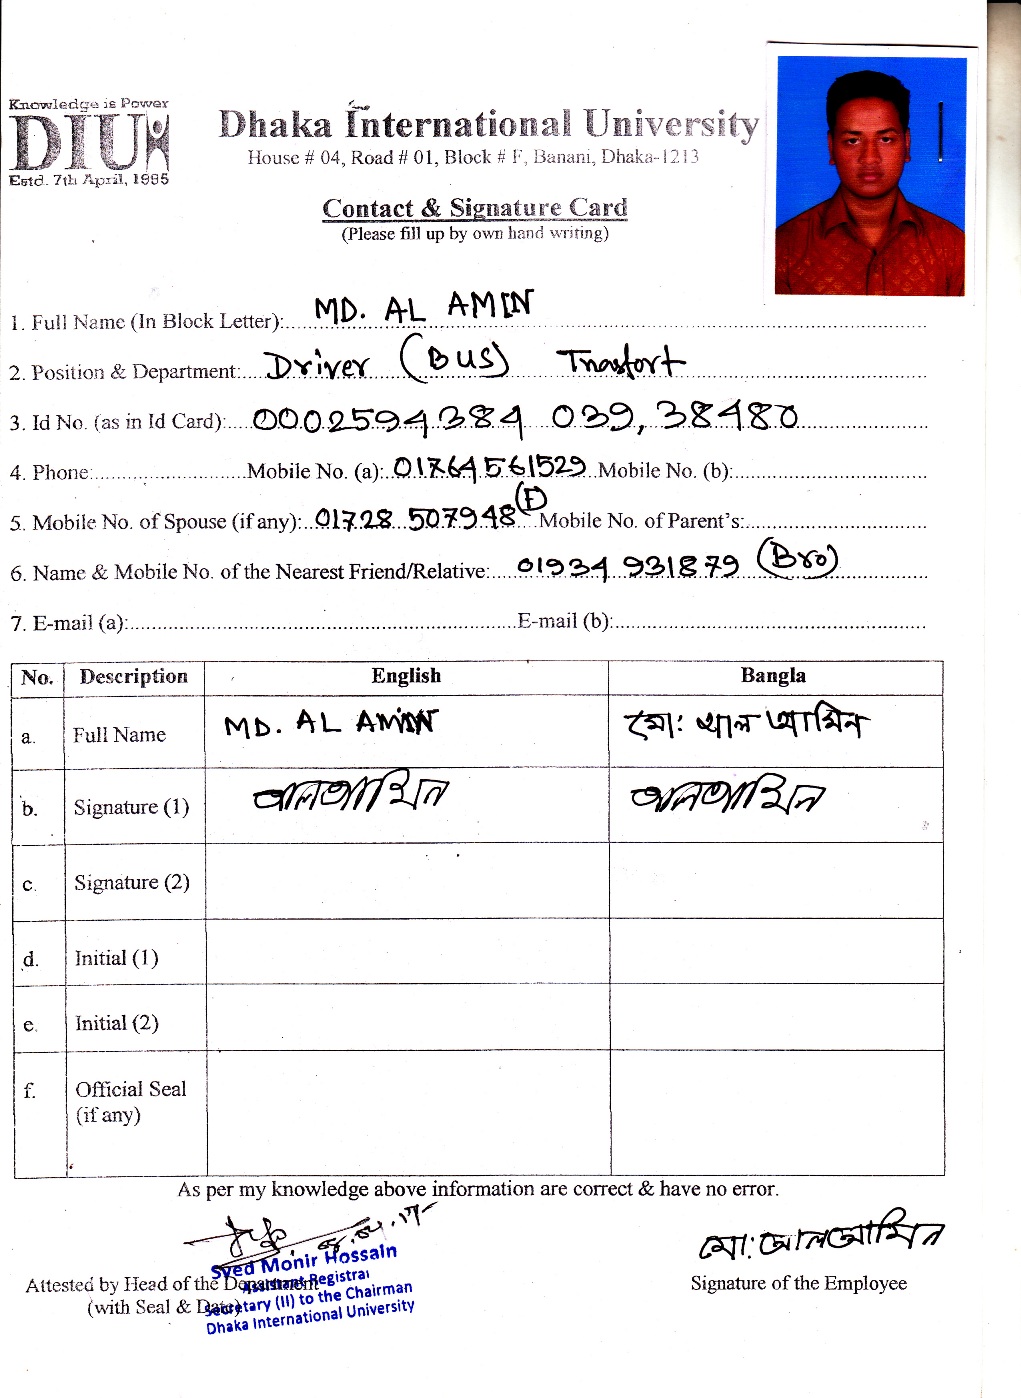 Knowledge is Power
DIU
Estd. 7th April, 1995
Dhaka International University
House # 04, Road # 01, Block # F, Banani, Dhaka-1213
Contact & Signature Card
(Please fill up by own hand writing)
1. Full Name (In Block Letter): MD. AL AMIN
2. Position & Department: Driver (BUS) Trasfort
3. Id No. (as in Id Card): 0002594384 039,38480
4. Phone: Mobile No. (a): 01764561529 Mobile No. (b):
5. Mobile No. of Spouse (if any): 01728 507948 Mobile No. of Parent's:
6. Name & Mobile No. of the Nearest Friend/Relative: 01934 931879 (Bro)
7. E-mail (a): E-mail (b):
No. Description English Bangla
a. Full Name MD. AL AMIN মো: আল আমিন
b. Signature (1) আলআমিন আলআমিন
c. Signature (2)
d. Initial (1)
e. Initial (2)
f. Official Seal
(if any)
As per my knowledge above information are correct & have no error.
মো: আলআমিন
Syed Monir Hossain
Attested by Head of the Department Signature of the Employee
Assistant Registrar
(with Seal & Date)
Secretary (II) to the Chairman
Dhaka International University